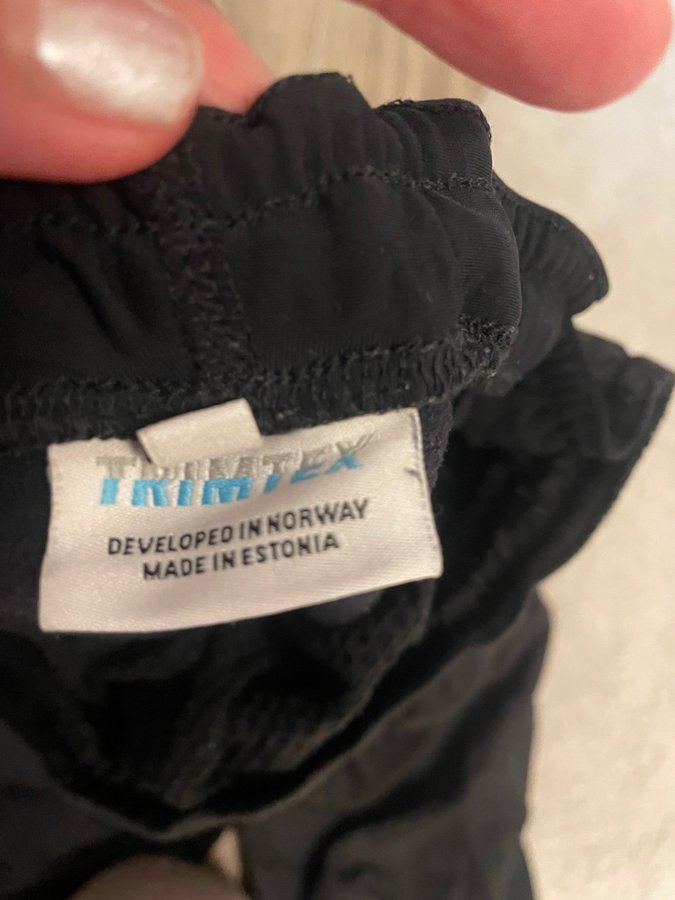 TRIMTEX
DEVELOPED IN NORWAY
MADE IN ESTONIA